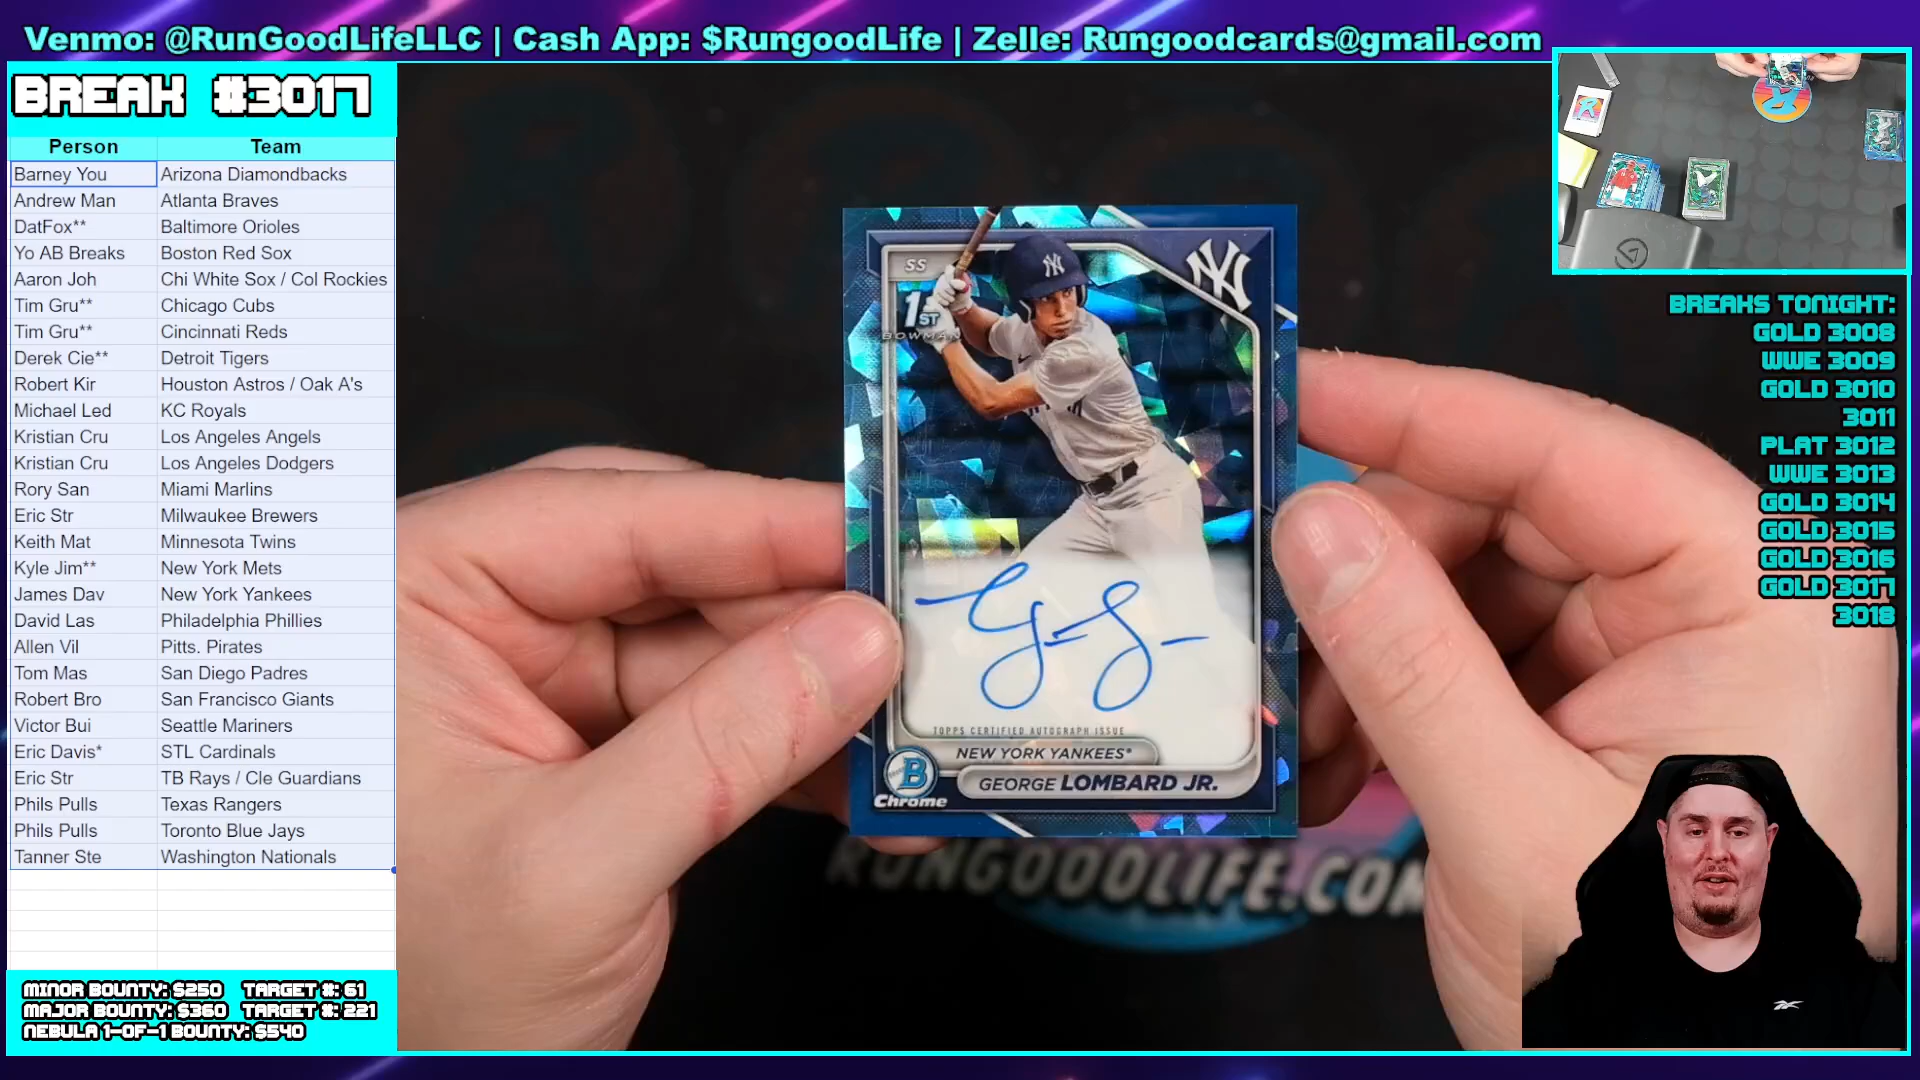 Venmo: @RunGoodLifeLLC | Cash App: $RungoodLife | Zelle: Rungoodcards@gmail.com
BREAK #3017
Person Team
Barney You Arizona Diamondbacks
Andrew Man Atlanta Braves
DatFox** Baltimore Orioles
Yo AB Breaks Boston Red Sox
Aaron Joh Chi White Sox / Col Rockies
Tim Gru** Chicago Cubs
Tim Gru** Cincinnati Reds
Derek Cie** Detroit Tigers
Robert Kir Houston Astros / Oak A's
Michael Led KC Royals
Kristian Cru Los Angeles Angels
Kristian Cru Los Angeles Dodgers
Rory San Miami Marlins
Eric Str Milwaukee Brewers
Keith Mat Minnesota Twins
Kyle Jim** New York Mets
James Dav New York Yankees
David Las Philadelphia Phillies
Allen Vil Pitts. Pirates
Tom Mas San Diego Padres
Robert Bro San Francisco Giants
Victor Bui Seattle Mariners
Eric Davis* STL Cardinals
Eric Str TB Rays / Cle Guardians
Phils Pulls Texas Rangers
Phils Pulls Toronto Blue Jays
Tanner Ste Washington Nationals
MINOR BOUNTY: $250 TARGET #: 61
MAJOR BOUNTY: $360 TARGET #: 221
NEBULA 1-OF-1 BOUNTY: $540
SS
NY
1ST
BOWMAN
TOPPS CERTIFIED AUTOGRAPH ISSUE
NEW YORK YANKEES*
GEORGE LOMBARD JR.
B
Chrome
RUNGOODLIFE.COM
BREAKS TONIGHT:
GOLD 3008
WWE 3009
GOLD 3010
3011
PLAT 3012
WWE 3013
GOLD 3014
GOLD 3015
GOLD 3016
GOLD 3017
3018